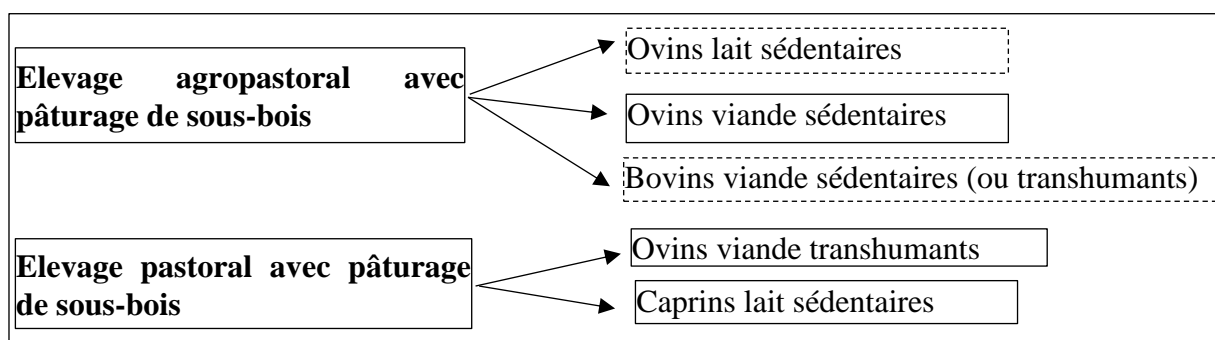 Elevage agropastoral avec
pâturage de sous-bois
Ovins lait sédentaires
Ovins viande sédentaires
Bovins viande sédentaires (ou transhumants)
Elevage pastoral avec pâturage
de sous-bois
Ovins viande transhumants
Caprins lait sédentaires